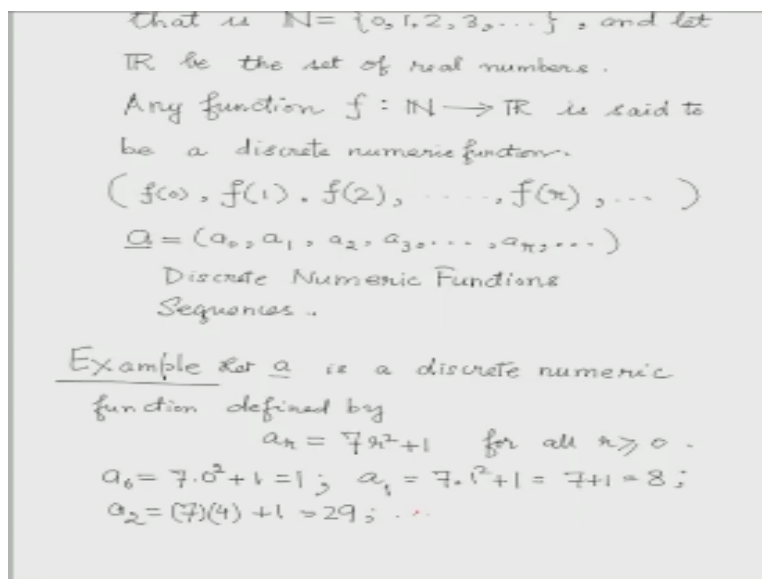 that is ℕ = {0, 1, 2, 3, ...}, and let
ℝ be the set of real numbers.
Any function f : ℕ → ℝ is said to
be a discrete numeric function.
(f(0), f(1), f(2), ....., f(r), ... )
a = (a₀, a₁, a₂, a₃, ..., aᵣ, ...)
Discrete Numeric Functions
Sequences..
Example Let a is a discrete numeric
function defined by
aᵣ = 7r²+1 for all r ≥ 0.
a₀ = 7.0²+1 = 1; a₁ = 7.1²+1 = 7+1 = 8;
a₂ = (7)(4) +1 = 29; ...